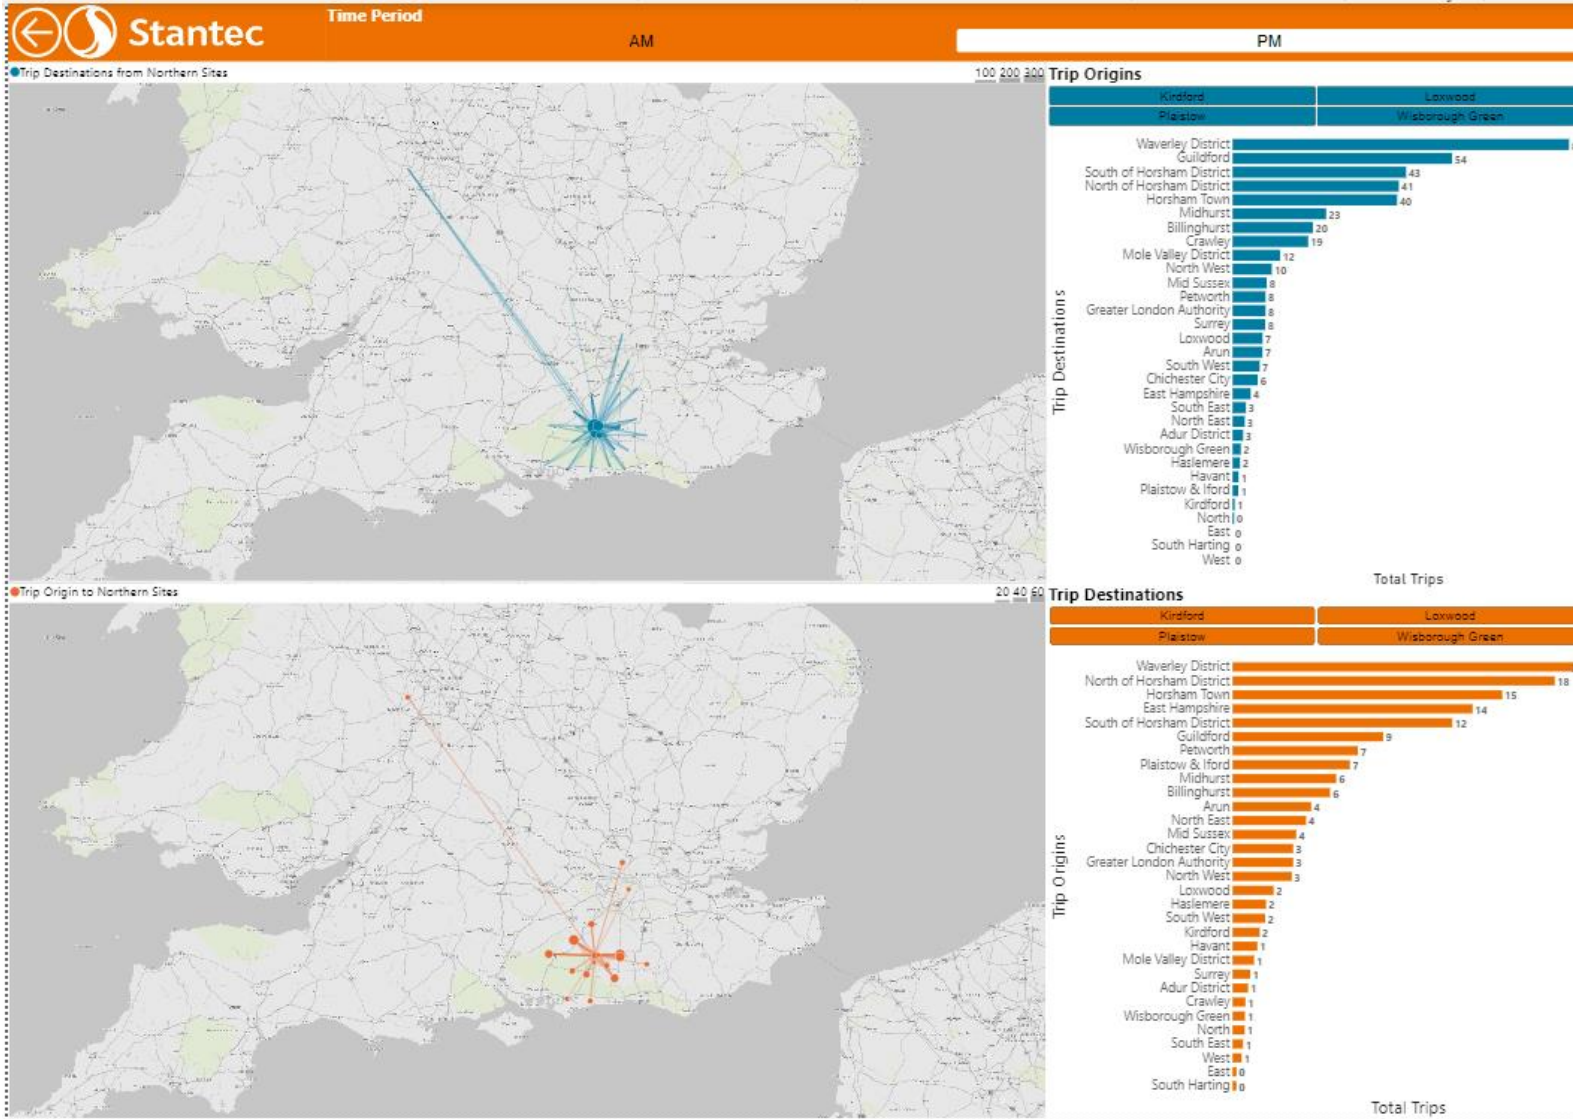 Stantec
Time Period
AM
PM
Trip Destinations from Northern Sites
100 200 300
Trip Origins
Kirdford
Loxwood
Plaistow
Wisborough Green
Trip Destinations
Waverley District
Guildford 54
South of Horsham District 43
North of Horsham District 41
Horsham Town 40
Midhurst 23
Billinghurst 20
Crawley 19
Mole Valley District 12
North West 10
Mid Sussex 8
Petworth 8
Greater London Authority 8
Surrey 8
Loxwood 7
Arun 7
South West 7
Chichester City 6
East Hampshire 4
South East 3
North East 3
Adur District 3
Wisborough Green 2
Haslemere 2
Havant 1
Plaistow & Iford 1
Kirdford 1
North 0
East 0
South Harting 0
West 0
Total Trips
Trip Origin to Northern Sites
20 40 60
Trip Destinations
Kirdford
Loxwood
Plaistow
Wisborough Green
Trip Origins
Waverley District
North of Horsham District 18
Horsham Town 15
East Hampshire 14
South of Horsham District 12
Guildford 9
Petworth 7
Plaistow & Iford 7
Midhurst 6
Billinghurst 6
Arun 4
North East 4
Mid Sussex 4
Chichester City 3
Greater London Authority 3
North West 3
Loxwood 2
Haslemere 2
South West 2
Kirdford 2
Havant 1
Mole Valley District 1
Surrey 1
Adur District 1
Crawley 1
Wisborough Green 1
North 1
South East 1
West 1
East 0
South Harting 0
Total Trips